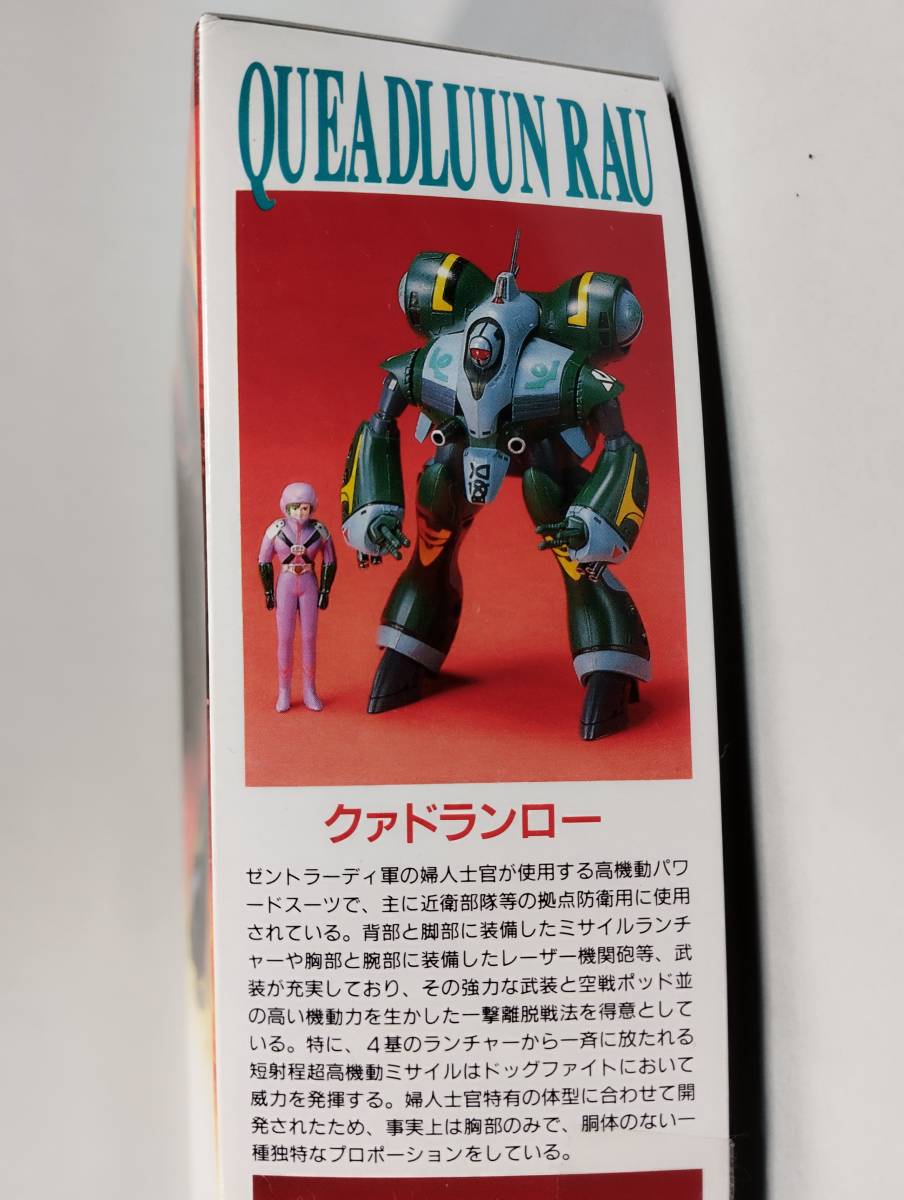 QUEADLUUN RAU
クァドランロー
ゼントラーディ軍の婦人士官が使用する高機動パワ
ードスーツで、主に近衛部隊等の拠点防衛用に使用
されている。背部と脚部に装備したミサイルランチ
ャーや胸部と腕部に装備したレーザー機関砲等、武
装が充実しており、その強力な武装と空戦ポッド並
の高い機動力を生かした一撃離脱戦法を得意として
いる。特に、4基のランチャーから一斉に放たれる
短射程超高機動ミサイルはドッグファイトにおいて
威力を発揮する。婦人士官特有の体型に合わせて開
発されたため、事実上は胸部のみで、胴体のない一
種独特なプロポーションをしている。